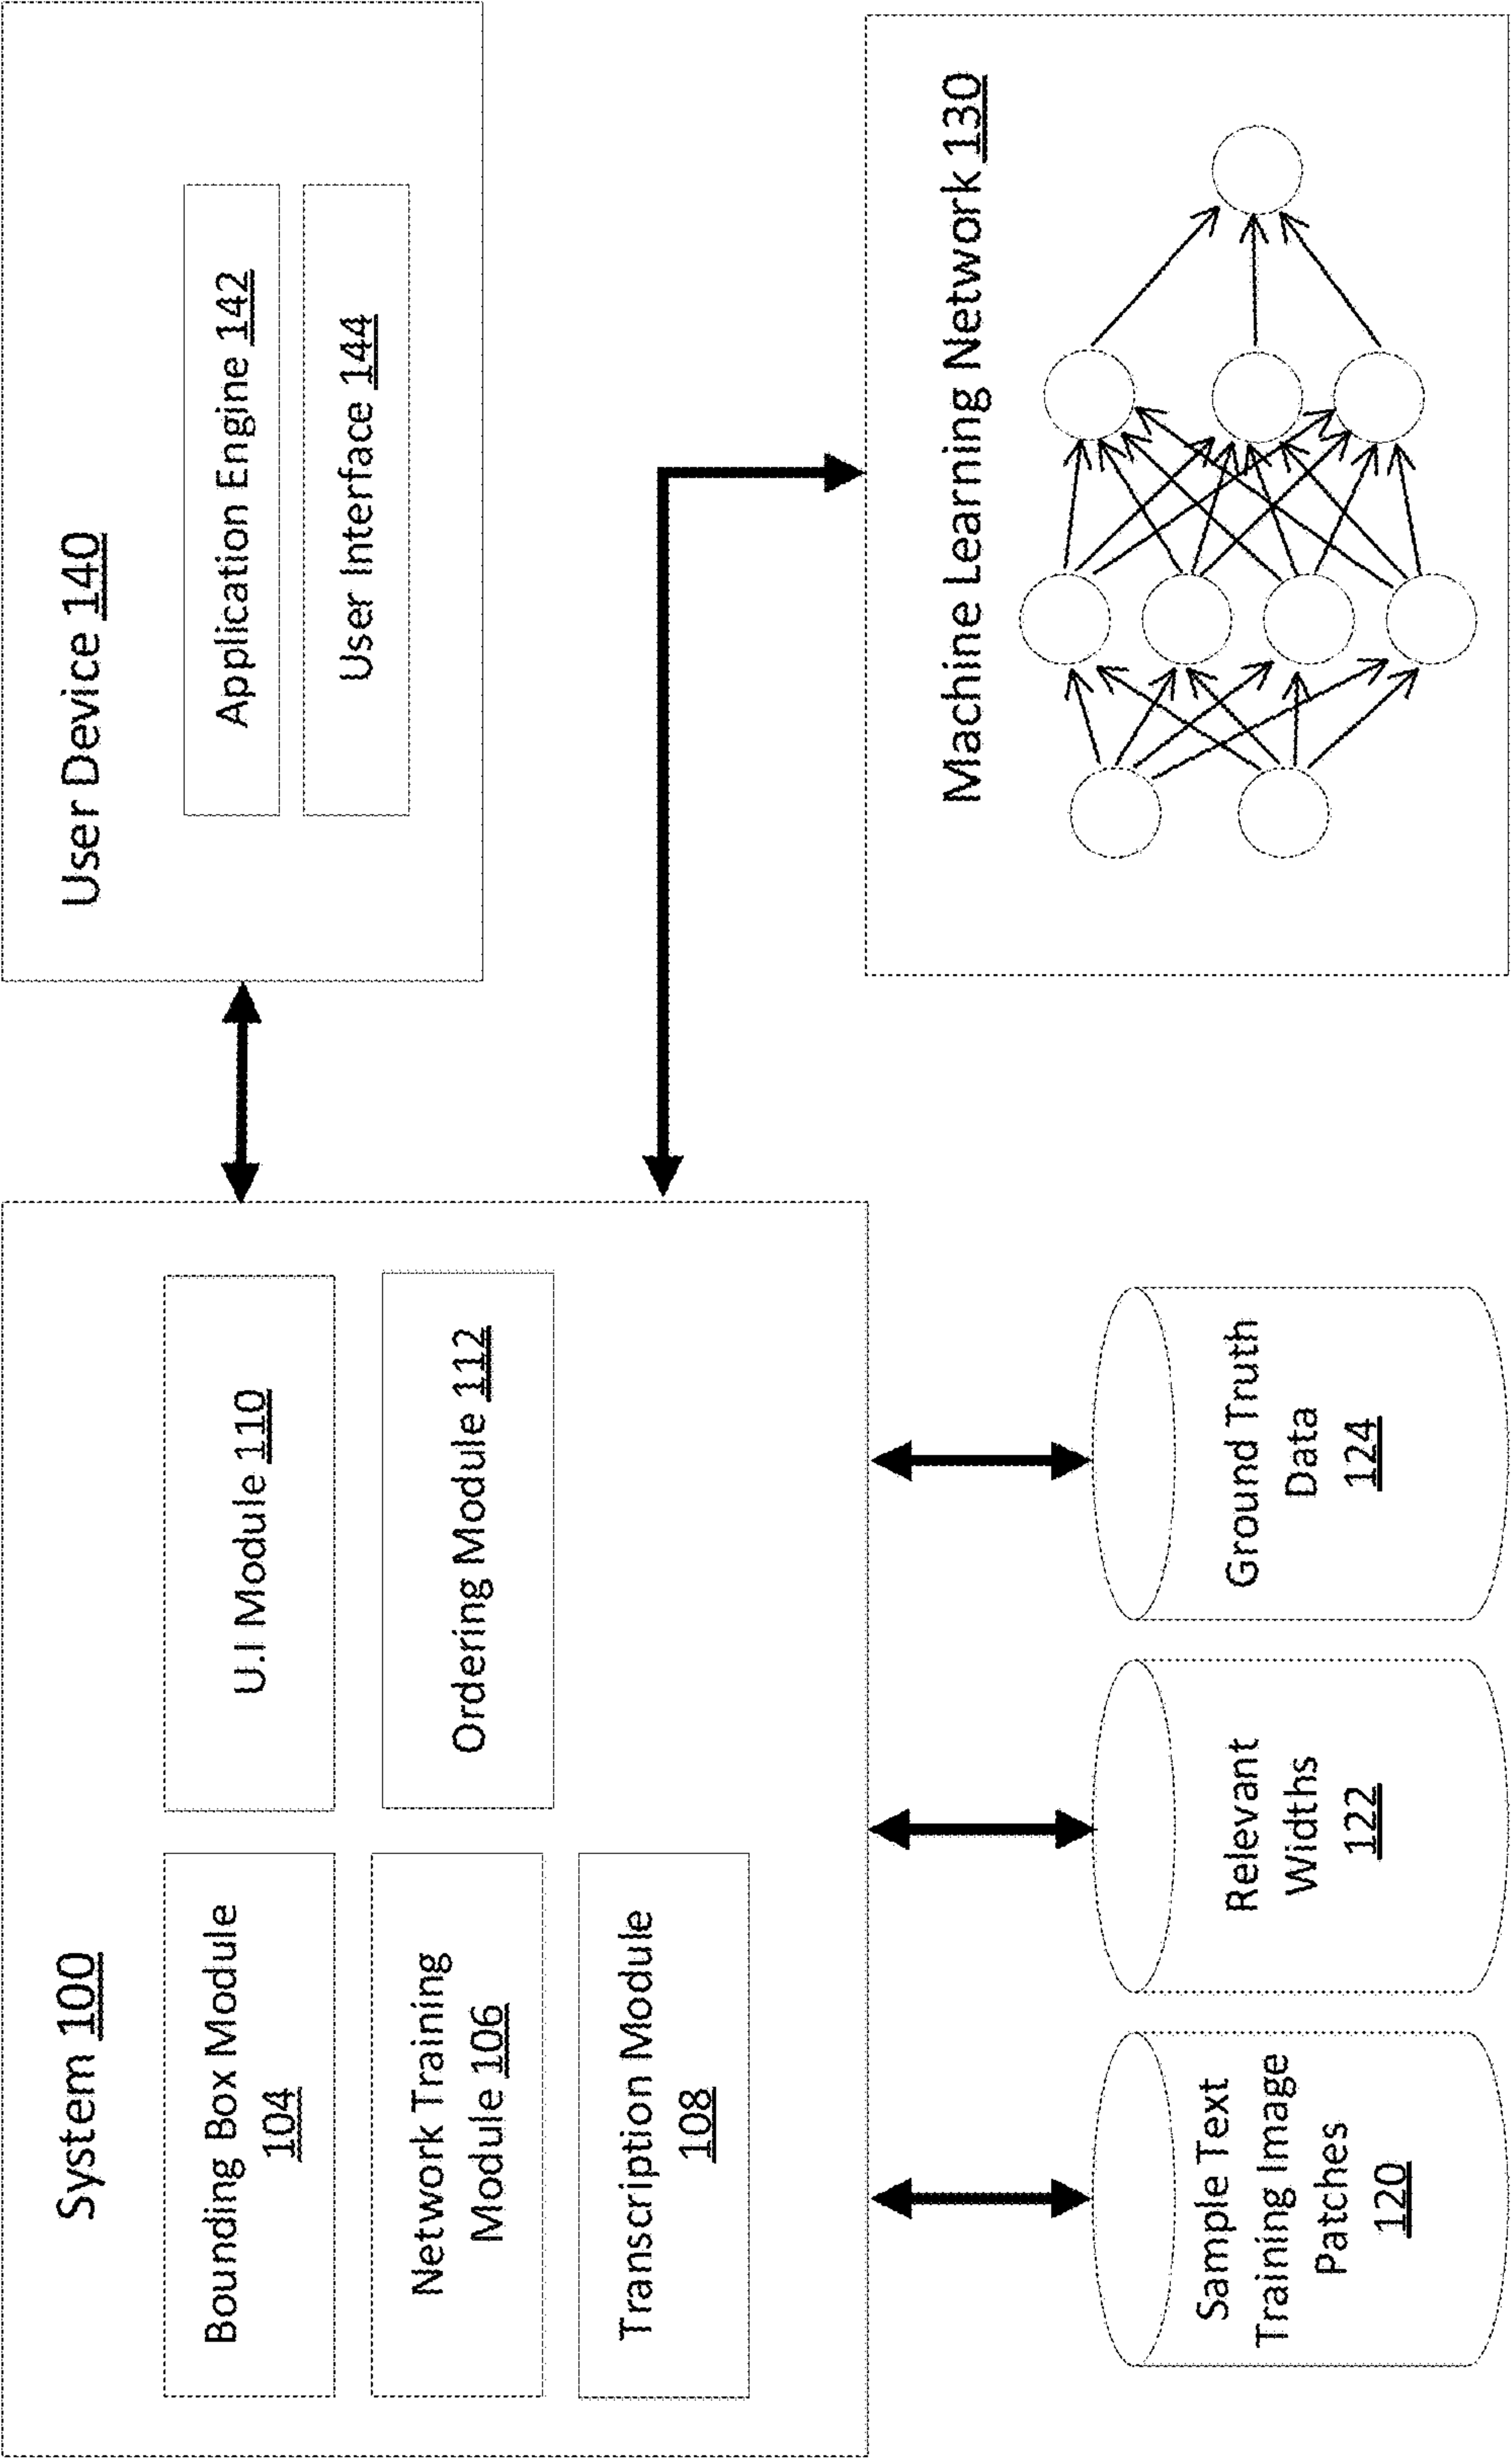 System 100
Bounding Box Module
104
Network Training
Module 106
Transcription Module
108
U.I Module 110
Ordering Module 112
User Device 140
Application Engine 142
User Interface 144
Sample Text
Training Image
Patches
120
Relevant
Widths
122
Ground Truth
Data
124
Machine Learning Network 130